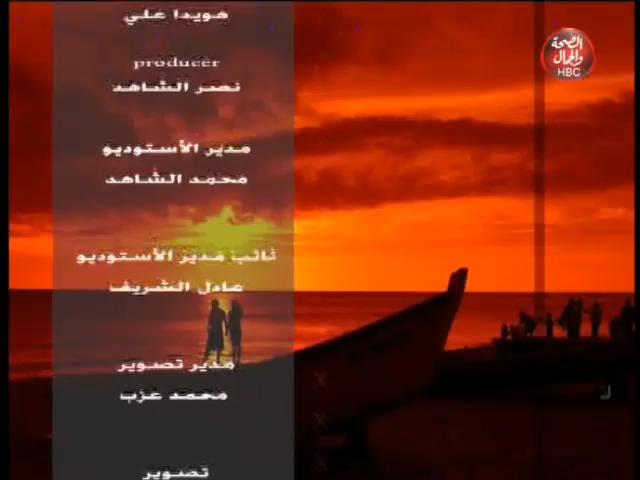 هويدا علي
producer
نصر الشاهد
مدير الأستوديو
محمد الشاهد
نائب مدير الأستوديو
عادل الشريف
مدير تصوير
محمد عزب
تصوير
الصحة
والجمال
HBC